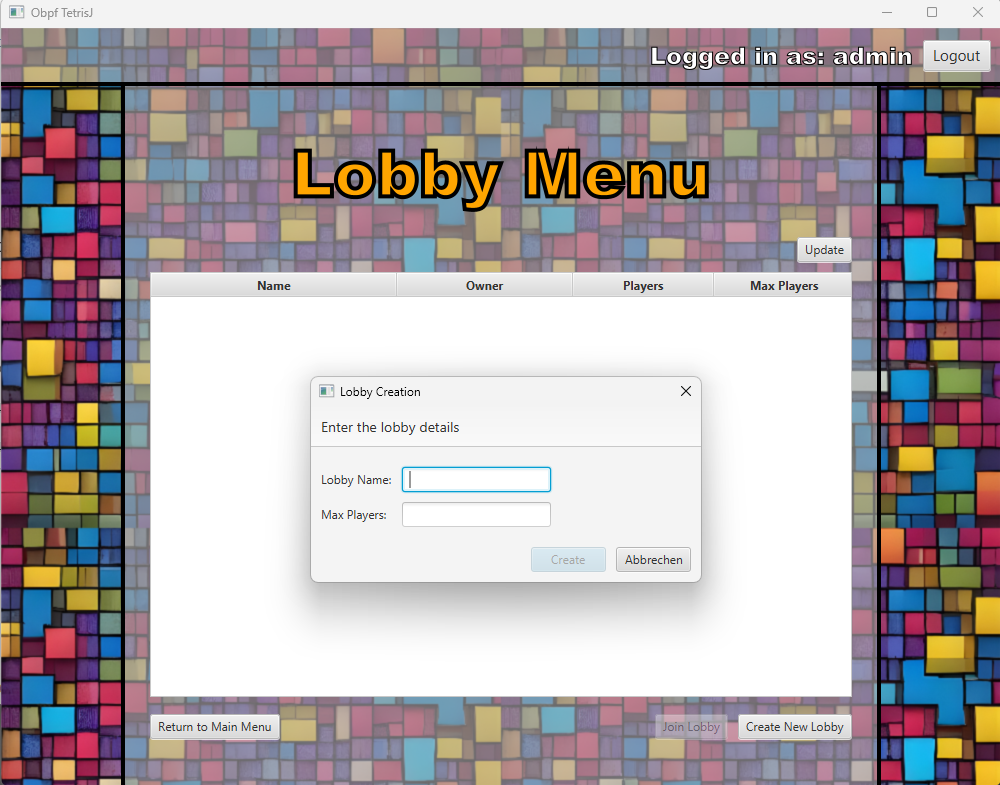 Obpf TetrisJ
Logged in as: admin
Logout
Lobby Menu
Update
Name Owner Players Max Players
Lobby Creation
Enter the lobby details
Lobby Name:
Max Players:
Create Abbrechen
Return to Main Menu Join Lobby Create New Lobby